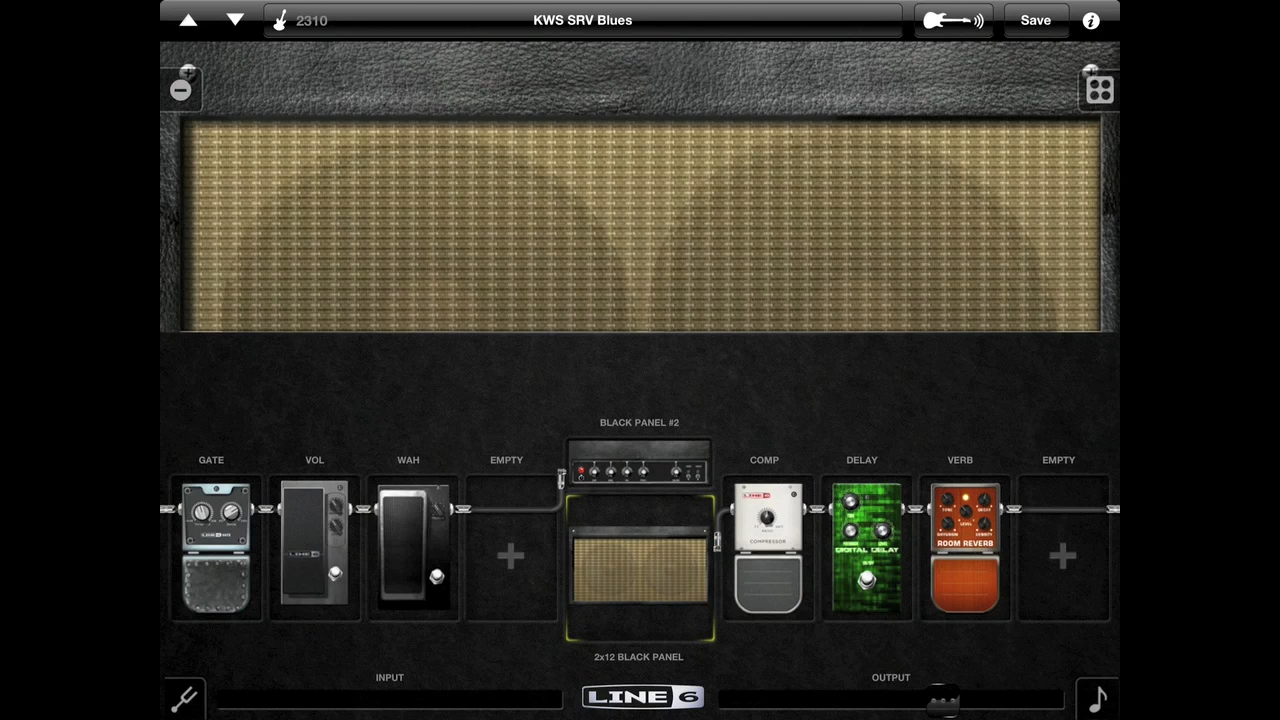 2310
KWS SRV Blues
Save
BLACK PANEL #2
GATE
VOL
WAH
EMPTY
COMP
DELAY
VERB
EMPTY
LINE 6
COMPRESSOR
DIGITAL DELAY
ROOM REVERB
2x12 BLACK PANEL
INPUT
OUTPUT
LINE 6